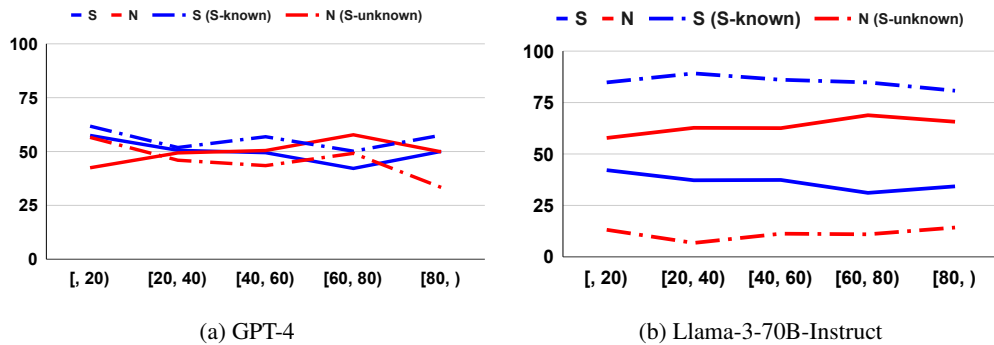 S N S (S-known) N (S-unknown)
100
75
50
25
0
[, 20) [20, 40) [40, 60) [60, 80) [80, )
(a) GPT-4
S N S (S-known) N (S-unknown)
100
75
50
25
0
[, 20) [20, 40) [40, 60) [60, 80) [80, )
(b) Llama-3-70B-Instruct